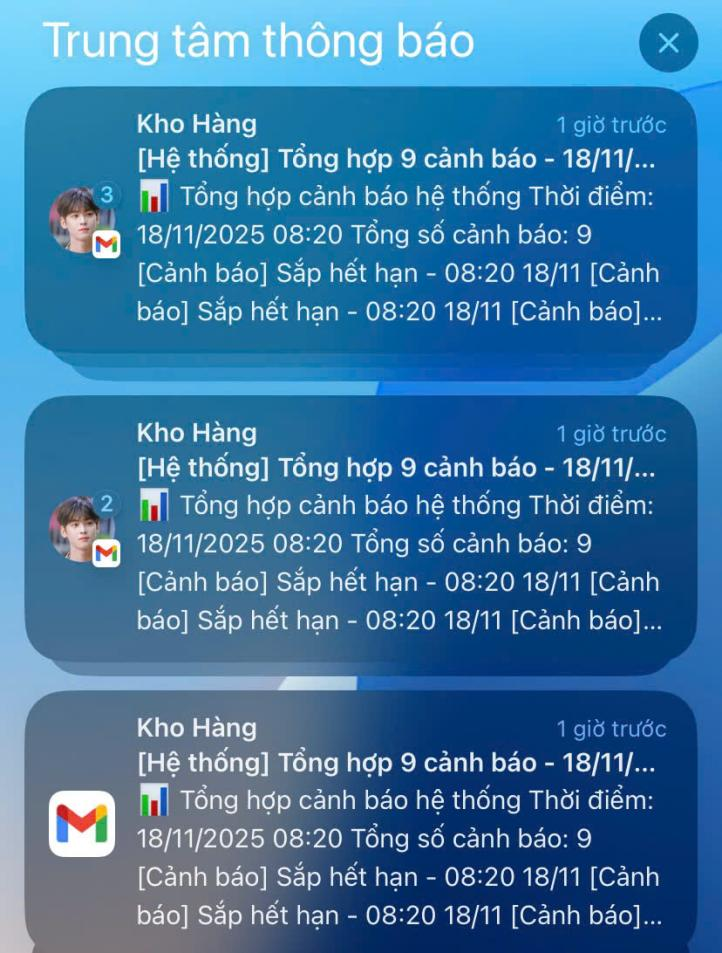 Trung tâm thông báo
Kho Hàng
1 giờ trước
[Hệ thống] Tổng hợp 9 cảnh báo - 18/11/...
3
📊 Tổng hợp cảnh báo hệ thống Thời điểm:
18/11/2025 08:20 Tổng số cảnh báo: 9
[Cảnh báo] Sắp hết hạn - 08:20 18/11 [Cảnh
báo] Sắp hết hạn - 08:20 18/11 [Cảnh báo]...
Kho Hàng
1 giờ trước
[Hệ thống] Tổng hợp 9 cảnh báo - 18/11/...
2
📊 Tổng hợp cảnh báo hệ thống Thời điểm:
18/11/2025 08:20 Tổng số cảnh báo: 9
[Cảnh báo] Sắp hết hạn - 08:20 18/11 [Cảnh
báo] Sắp hết hạn - 08:20 18/11 [Cảnh báo]...
Kho Hàng
1 giờ trước
[Hệ thống] Tổng hợp 9 cảnh báo - 18/11/...
📊 Tổng hợp cảnh báo hệ thống Thời điểm:
18/11/2025 08:20 Tổng số cảnh báo: 9
[Cảnh báo] Sắp hết hạn - 08:20 18/11 [Cảnh
báo] Sắp hết hạn - 08:20 18/11 [Cảnh báo]...